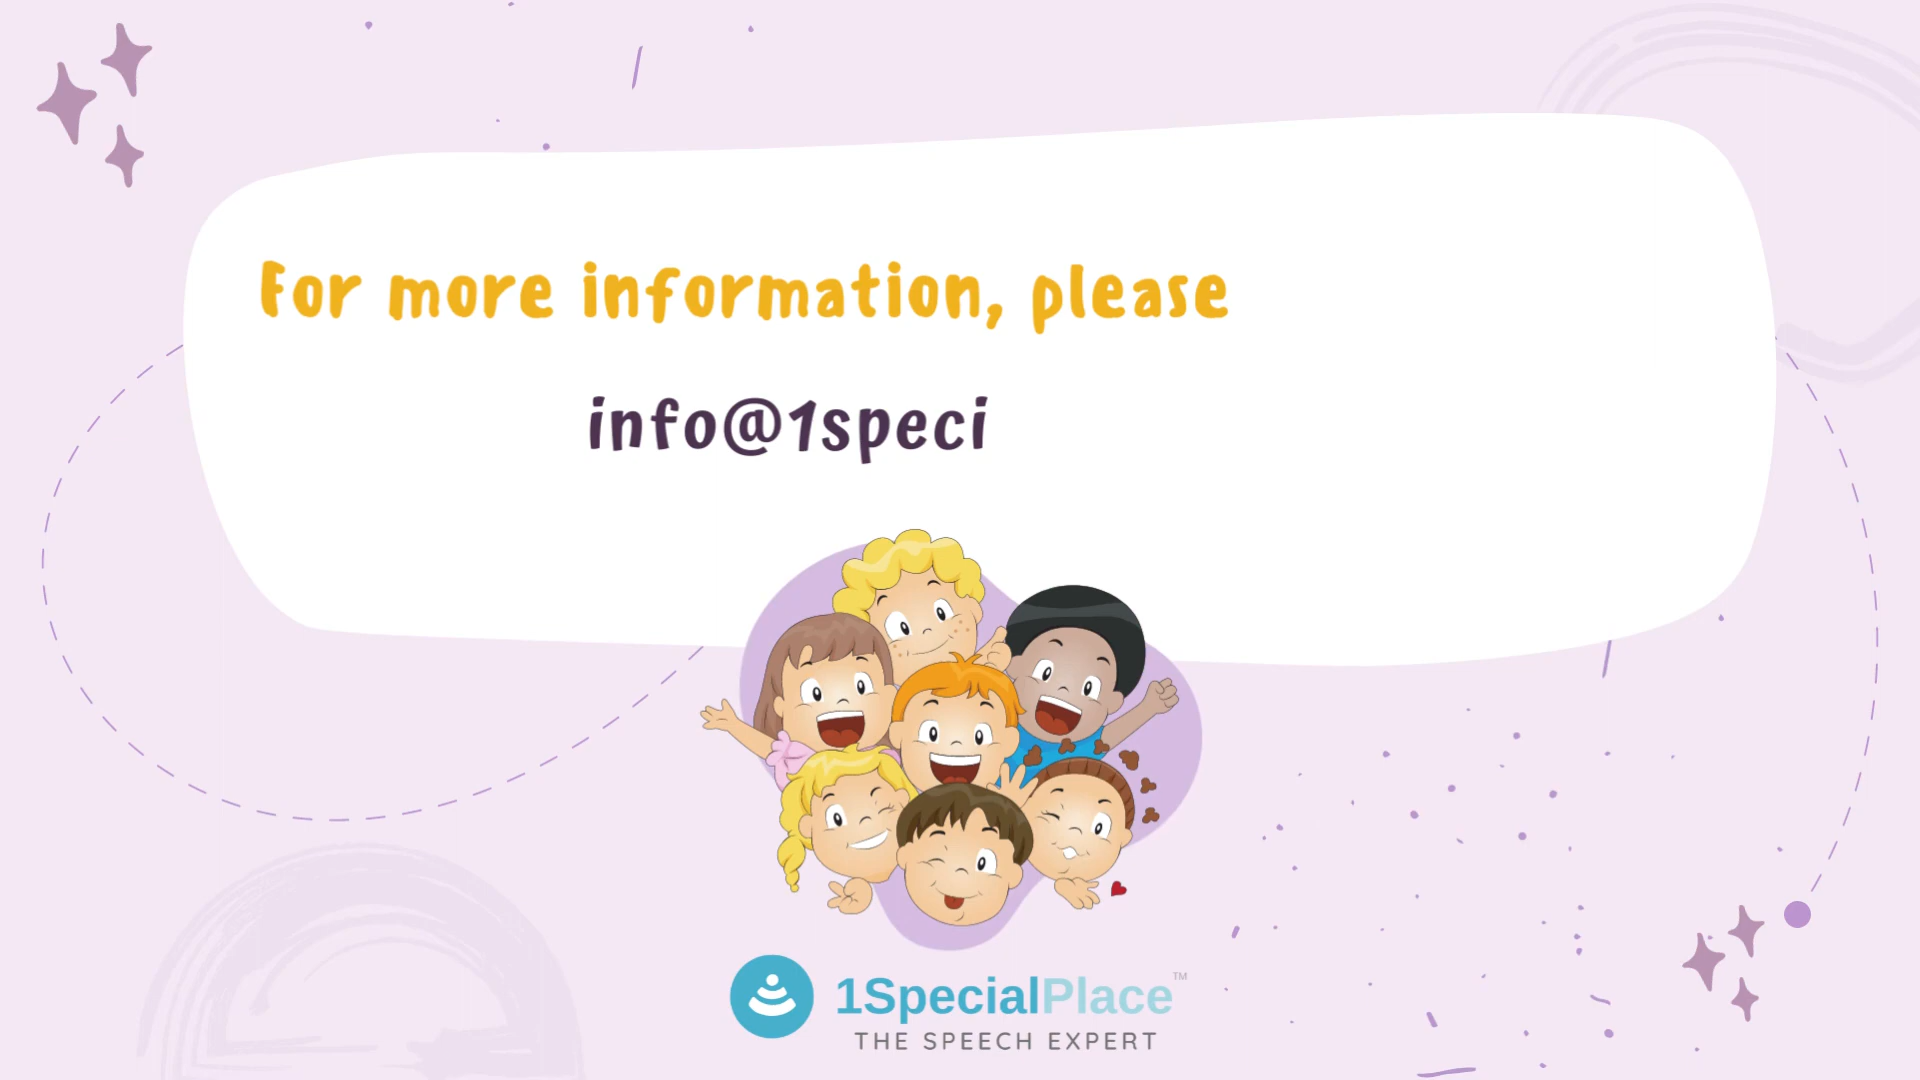 For more information, please
info@1speci
1SpecialPlace™
THE SPEECH EXPERT